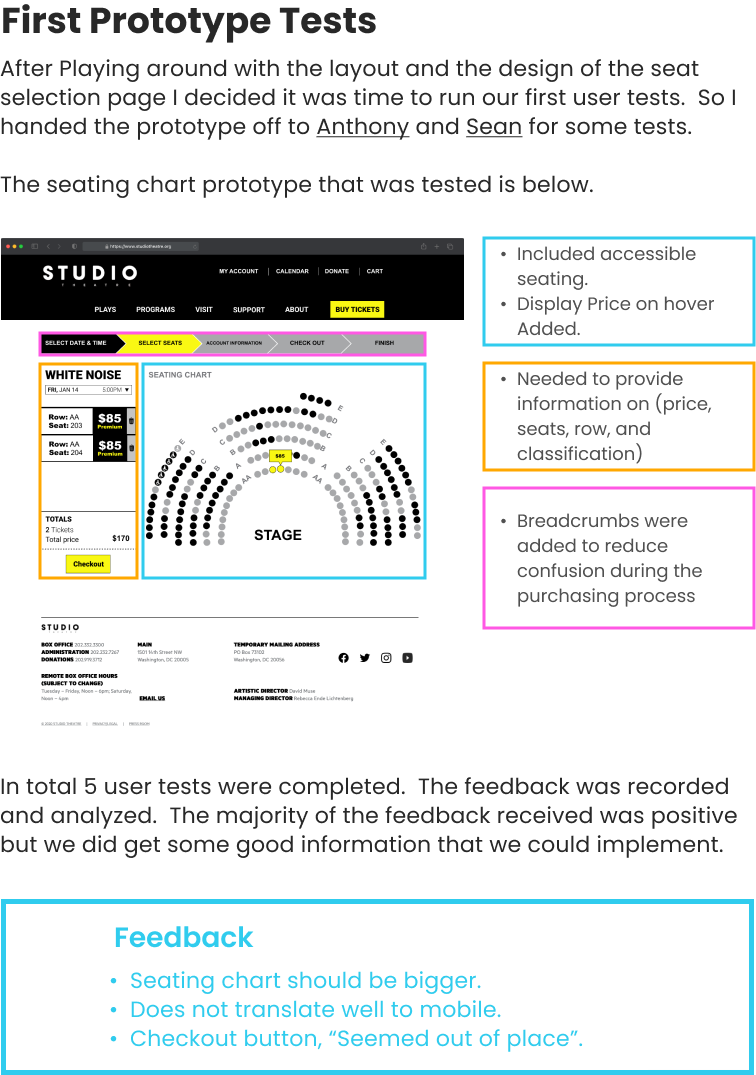 First Prototype Tests
After Playing around with the layout and the design of the seat
selection page I decided it was time to run our first user tests.  So I
handed the prototype off to Anthony and Sean for some tests.
The seating chart prototype that was tested is below.
https://www.studiotheatre.org
STUDIO
THEATRE
MY ACCOUNT | CALENDAR | DONATE | CART
PLAYS PROGRAMS VISIT SUPPORT ABOUT BUY TICKETS
SELECT DATE & TIME SELECT SEATS ACCOUNT INFORMATION CHECK OUT FINISH
WHITE NOISE
FRI, JAN 14 5:00PM ▼
Row: AA
Seat: 203
$85
Premium
Row: AA
Seat: 204
$85
Premium
TOTALS
2 Tickets
Total price $170
Checkout
SEATING CHART
E
D
C
B
A
AA
E
D
C
B
A
AA
E
D
C
B
E
D
C
B
$85
STAGE
• Included accessible
seating.
• Display Price on hover
Added.
• Needed to provide
information on (price,
seats, row, and
classification)
• Breadcrumbs were
added to reduce
confusion during the
purchasing process
STUDIO
BOX OFFICE 202.332.3300
ADMINISTRATION 202.232.7267
DONATIONS 202.919.3712
MAIN
1501 14th Street NW
Washington, DC 20005
TEMPORARY MAILING ADDRESS
PO Box 73102
Washington, DC 20056
REMOTE BOX OFFICE HOURS
(SUBJECT TO CHANGE)
Tuesday – Friday, Noon – 6pm; Saturday,
Noon – 4pm
EMAIL US
ARTISTIC DIRECTOR David Muse
MANAGING DIRECTOR Rebecca Ende Lichtenberg
In total 5 user tests were completed.  The feedback was recorded
and analyzed.  The majority of the feedback received was positive
but we did get some good information that we could implement.
Feedback
• Seating chart should be bigger.
• Does not translate well to mobile.
• Checkout button, “Seemed out of place”.